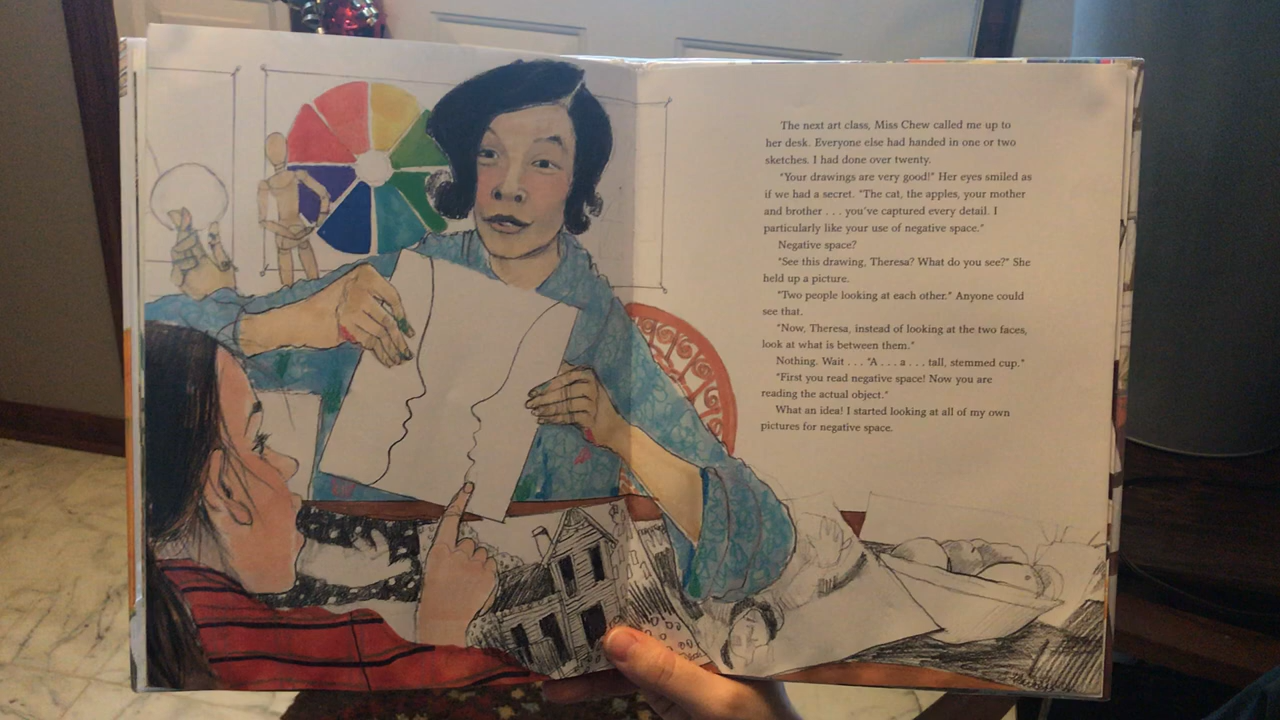 The next art class, Miss Chew called me up to
her desk. Everyone else had handed in one or two
sketches. I had done over twenty.
"Your drawings are very good!" Her eyes smiled as
if we had a secret. "The cat, the apples, your mother
and brother . . . you've captured every detail. I
particularly like your use of negative space."
Negative space?
"See this drawing, Theresa? What do you see?" She
held up a picture.
"Two people looking at each other." Anyone could
see that.
"Now, Theresa, instead of looking at the two faces,
look at what is between them."
Nothing. Wait . . . "A . . . a . . . tall, stemmed cup."
"First you read negative space! Now you are
reading the actual object."
What an idea! I started looking at all of my own
pictures for negative space.